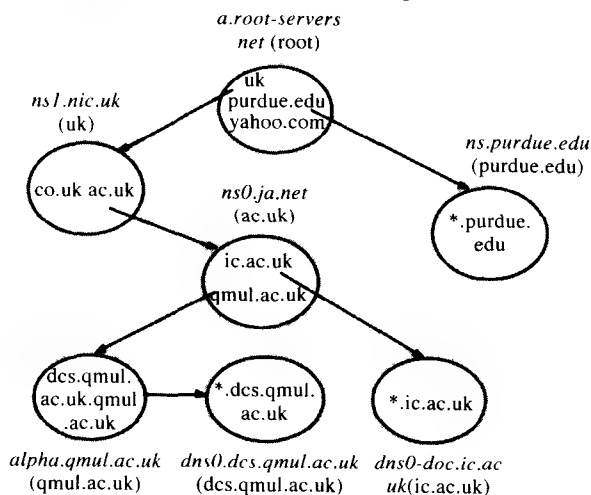 a.root-servers
net (root)
uk
purdue.edu
yahoo.com
ns1.nic.uk
(uk)
co.uk ac.uk
ns.purdue.edu
(purdue.edu)
*.purdue.
edu
ns0.ja.net
(ac.uk)
ic.ac.uk
qmul.ac.uk
dcs.qmul.
ac.uk.qmul
.ac.uk
*.dcs.qmul.
ac.uk
*.ic.ac.uk
alpha.qmul.ac.uk
(qmul.ac.uk)
dns0.dcs.qmul.ac.uk
(dcs.qmul.ac.uk)
dns0-doc.ic.ac
uk(ic.ac.uk)